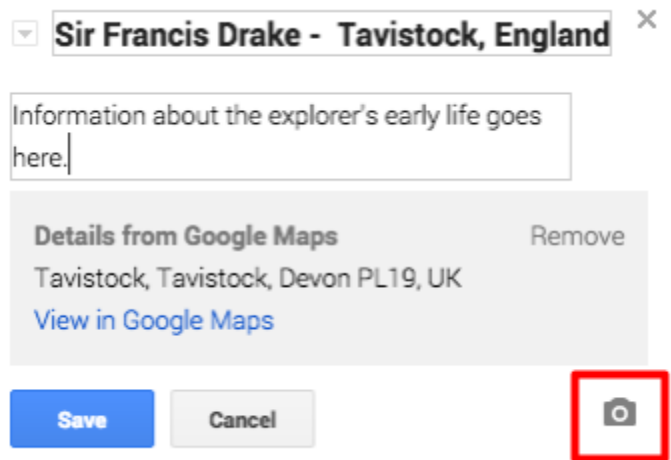 Sir Francis Drake -  Tavistock, England
Information about the explorer's early life goes
here.
Details from Google Maps
Remove
Tavistock, Tavistock, Devon PL19, UK
View in Google Maps
Save
Cancel